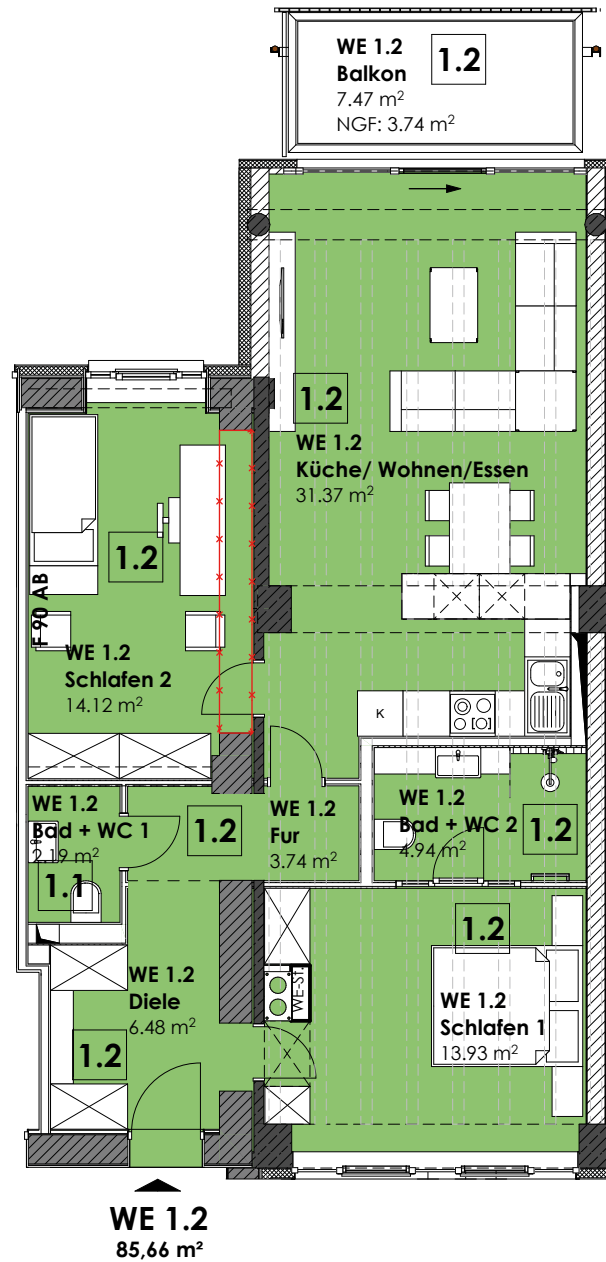 WE 1.2
Balkon
7.47 m²
NGF: 3.74 m²
1.2
1.2
WE 1.2
Küche/ Wohnen/Essen
31.37 m²
1.2
F 90 AB
WE 1.2
Schlafen 2
14.12 m²
K
WE 1.2
Bad + WC 1
2.19 m²
1.1
1.2
WE 1.2
Fur
3.74 m²
WE 1.2
Bad + WC 2
4.94 m²
1.2
WE 1.2
Diele
6.48 m²
1.2
WE-St.
1.2
WE 1.2
Schlafen 1
13.93 m²
WE 1.2
85,66 m²